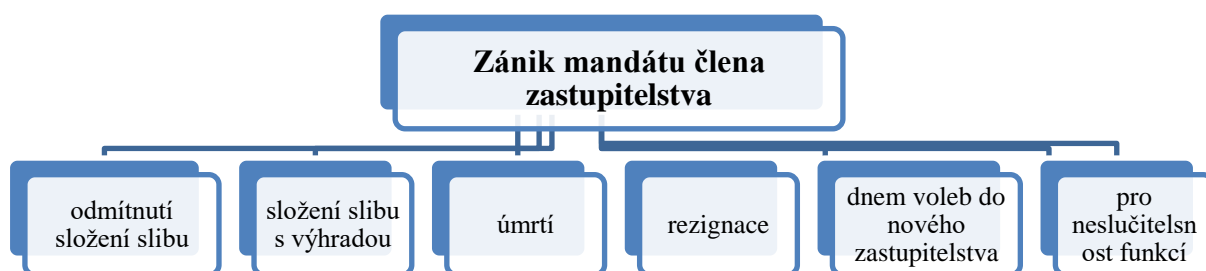 Zánik mandátu člena
zastupitelstva
odmítnutí
složení slibu
složení slibu
s výhradou
úmrtí
rezignace
dnem voleb do
nového
zastupitelstva
pro
neslučitelsn
ost funkcí